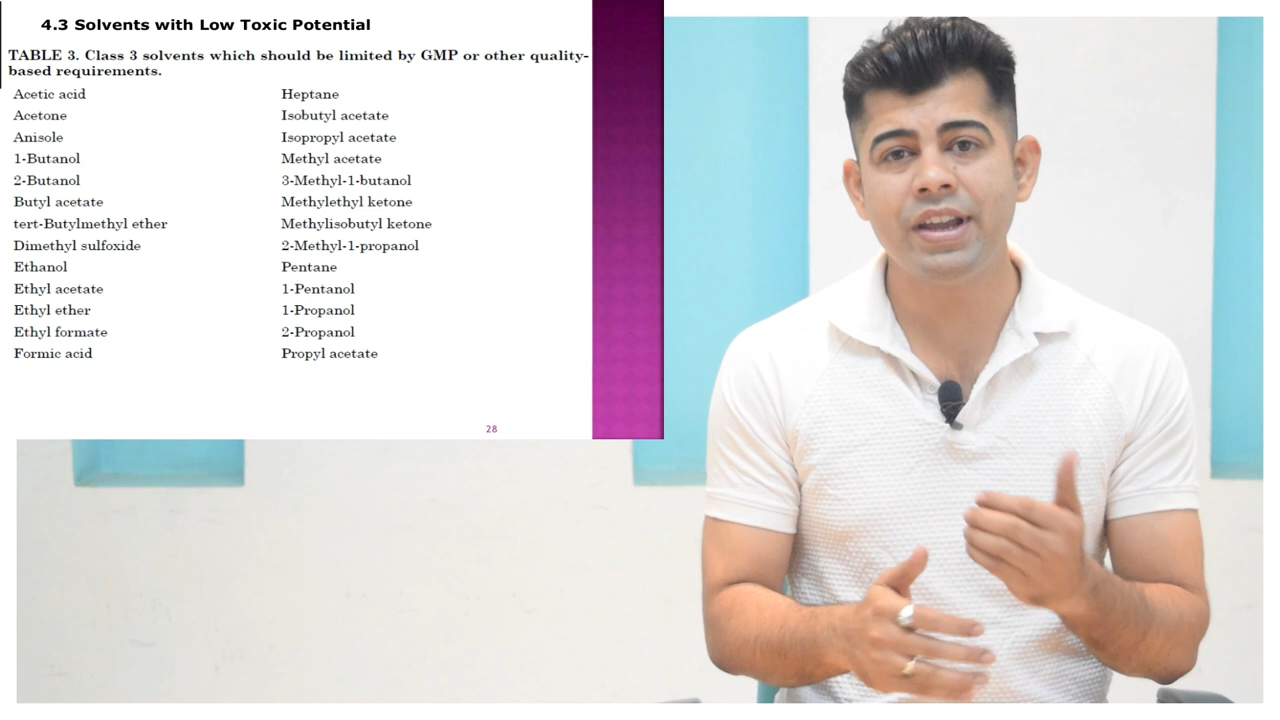 4.3 Solvents with Low Toxic Potential
TABLE 3. Class 3 solvents which should be limited by GMP or other quality-
based requirements.
Acetic acid
Acetone
Anisole
1-Butanol
2-Butanol
Butyl acetate
tert-Butylmethyl ether
Dimethyl sulfoxide
Ethanol
Ethyl acetate
Ethyl ether
Ethyl formate
Formic acid
Heptane
Isobutyl acetate
Isopropyl acetate
Methyl acetate
3-Methyl-1-butanol
Methylethyl ketone
Methylisobutyl ketone
2-Methyl-1-propanol
Pentane
1-Pentanol
1-Propanol
2-Propanol
Propyl acetate
28